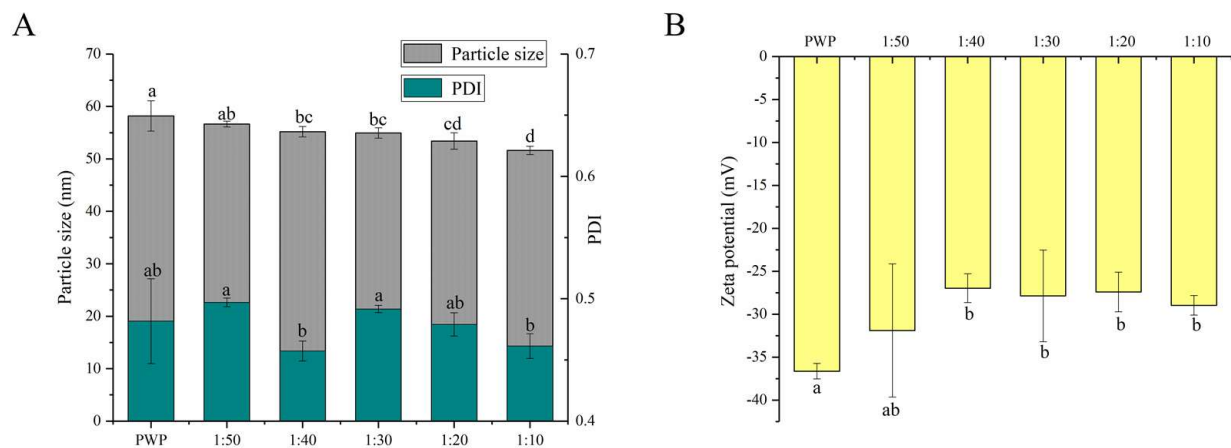 A
Particle size
PDI
70
60
50
40
30
20
10
0
Particle size (nm)
0.7
0.6
0.5
0.4
PDI
a
ab
bc
bc
cd
d
ab
a
b
a
ab
b
PWP
1:50
1:40
1:30
1:20
1:10
B
PWP
1:50
1:40
1:30
1:20
1:10
0
-5
-10
-15
-20
-25
-30
-35
-40
Zeta potential (mV)
a
ab
b
b
b
b